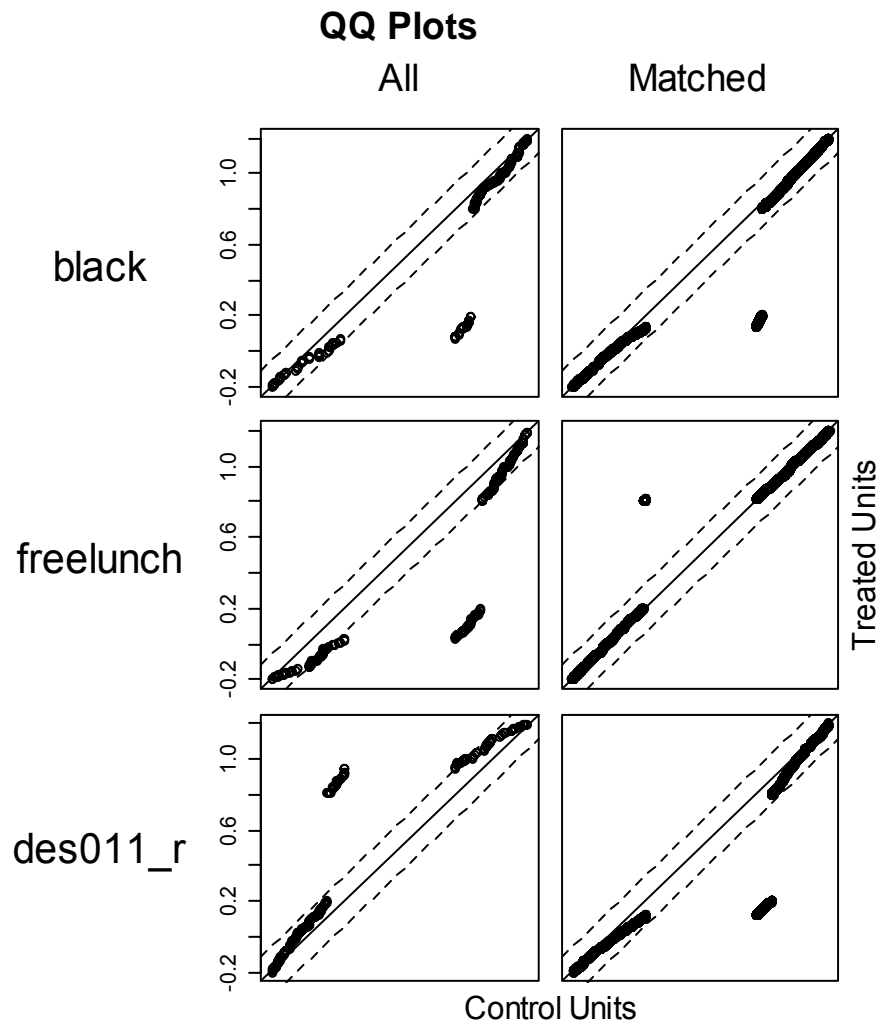 QQ Plots
All Matched
black
-0.2 0.2 0.6 1.0
freelunch
-0.2 0.2 0.6 1.0
des011_r
-0.2 0.2 0.6 1.0
Treated Units
Control Units